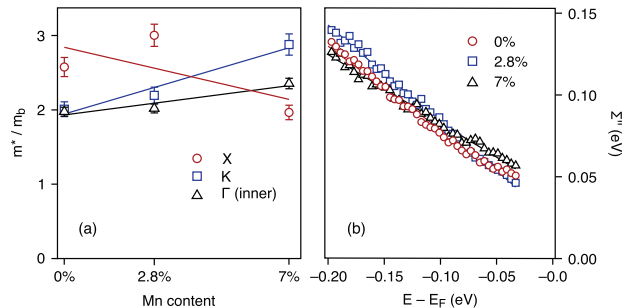 3
2
1
0
m* / m_b
X
K
Γ (inner)
(a)
0%
2.8%
7%
Mn content
0%
2.8%
7%
(b)
0.15
0.10
0.05
0.00
Σ'' (eV)
−0.20
−0.15
−0.10
−0.05
−0.0
E − E_F (eV)